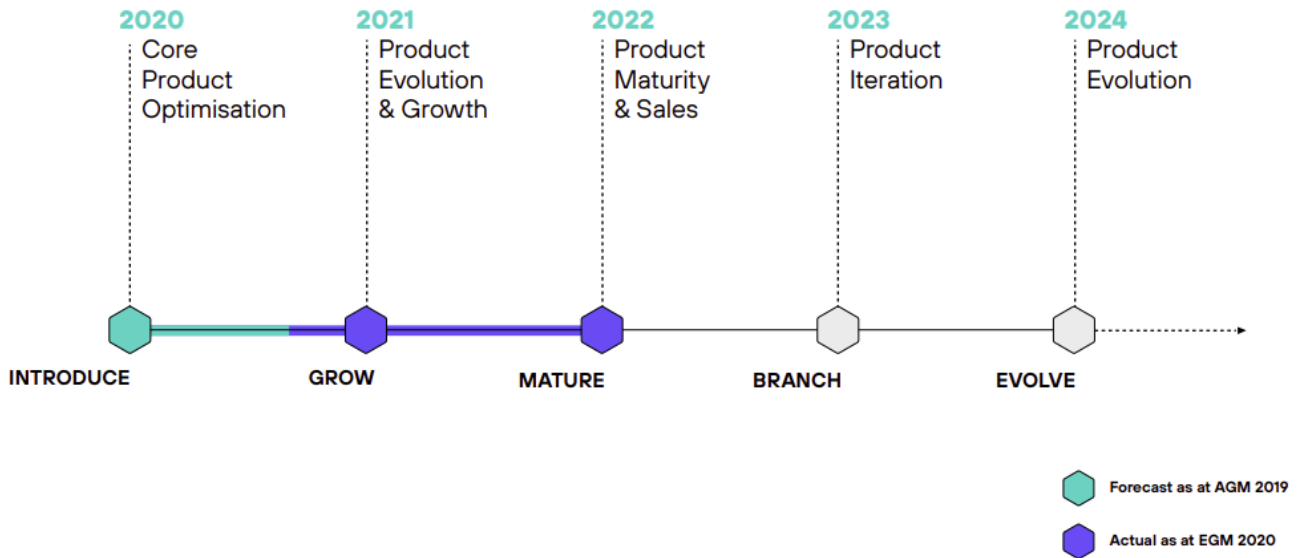 2020
Core
Product
Optimisation
2021
Product
Evolution
& Growth
2022
Product
Maturity
& Sales
2023
Product
Iteration
2024
Product
Evolution
INTRODUCE
GROW
MATURE
BRANCH
EVOLVE
Forecast as at AGM 2019
Actual as at EGM 2020